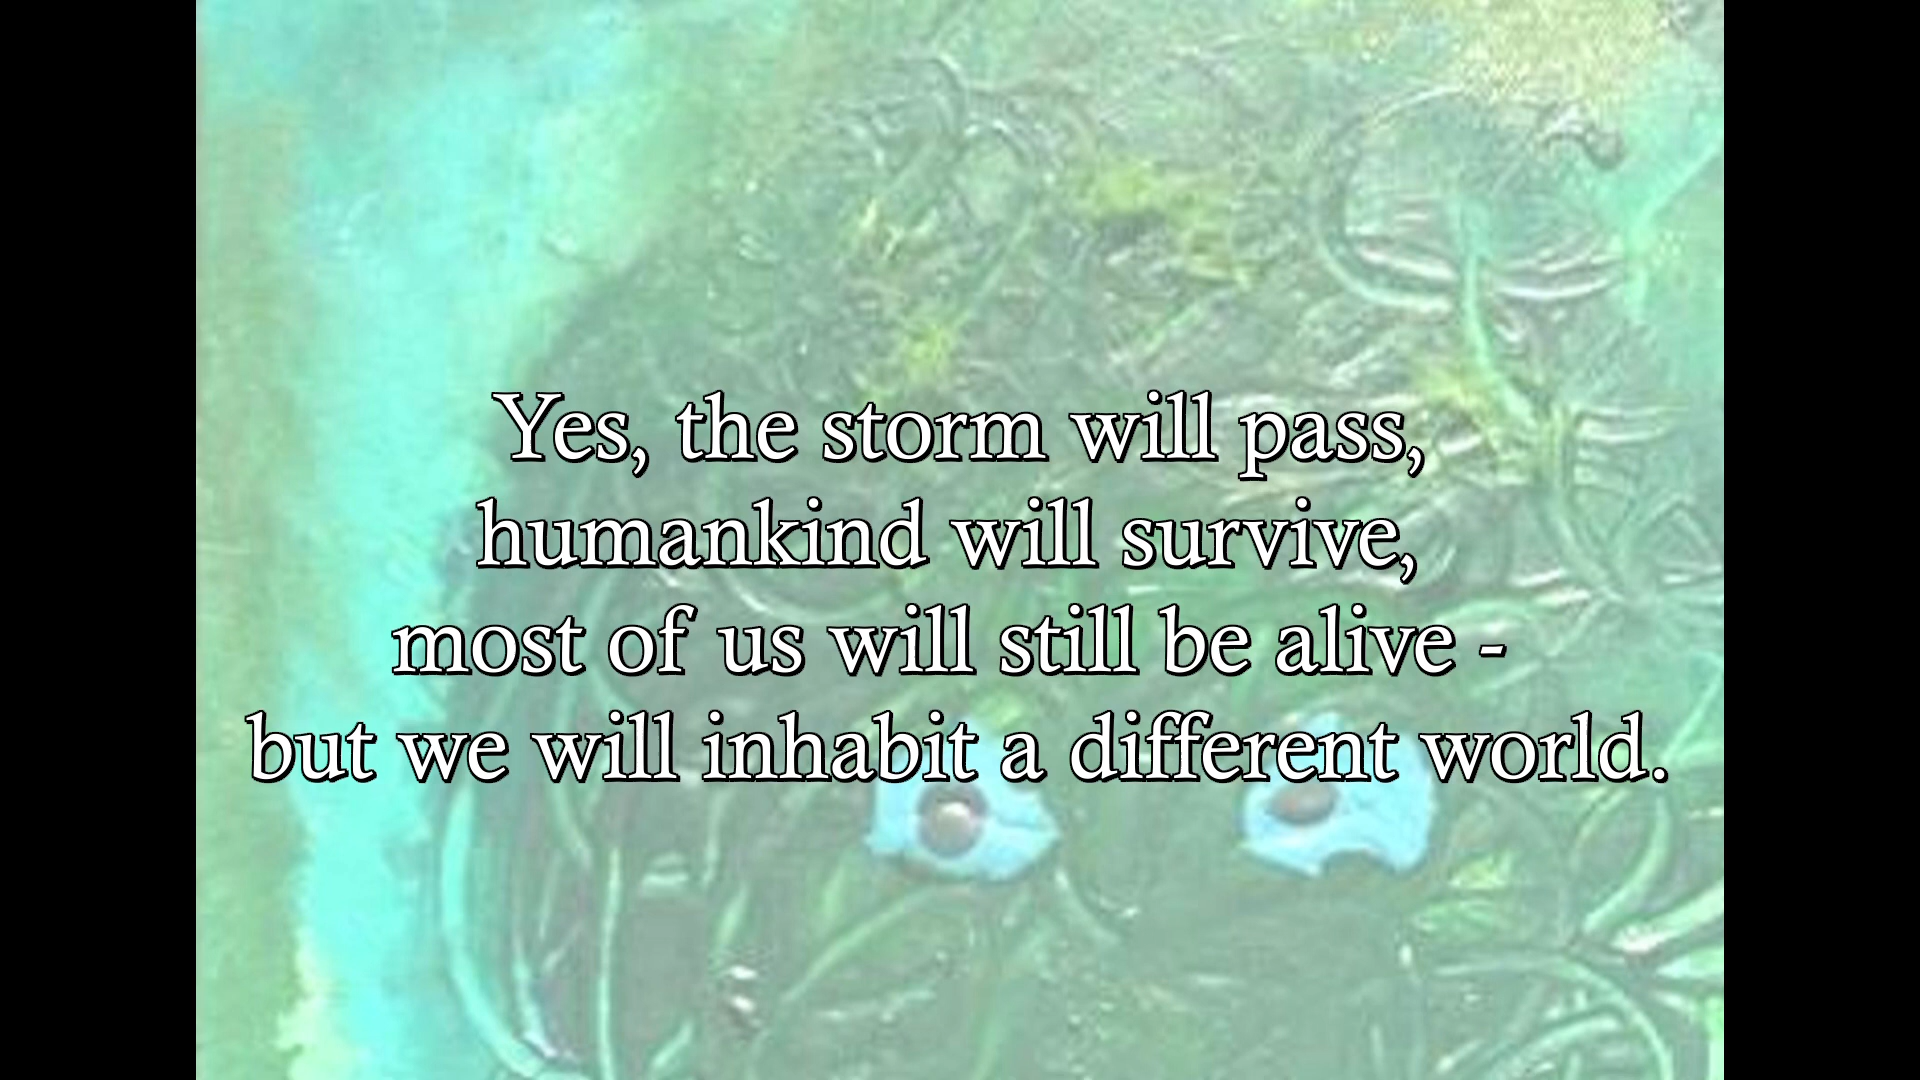 Yes, the storm will pass,
humankind will survive,
most of us will still be alive -
but we will inhabit a different world.